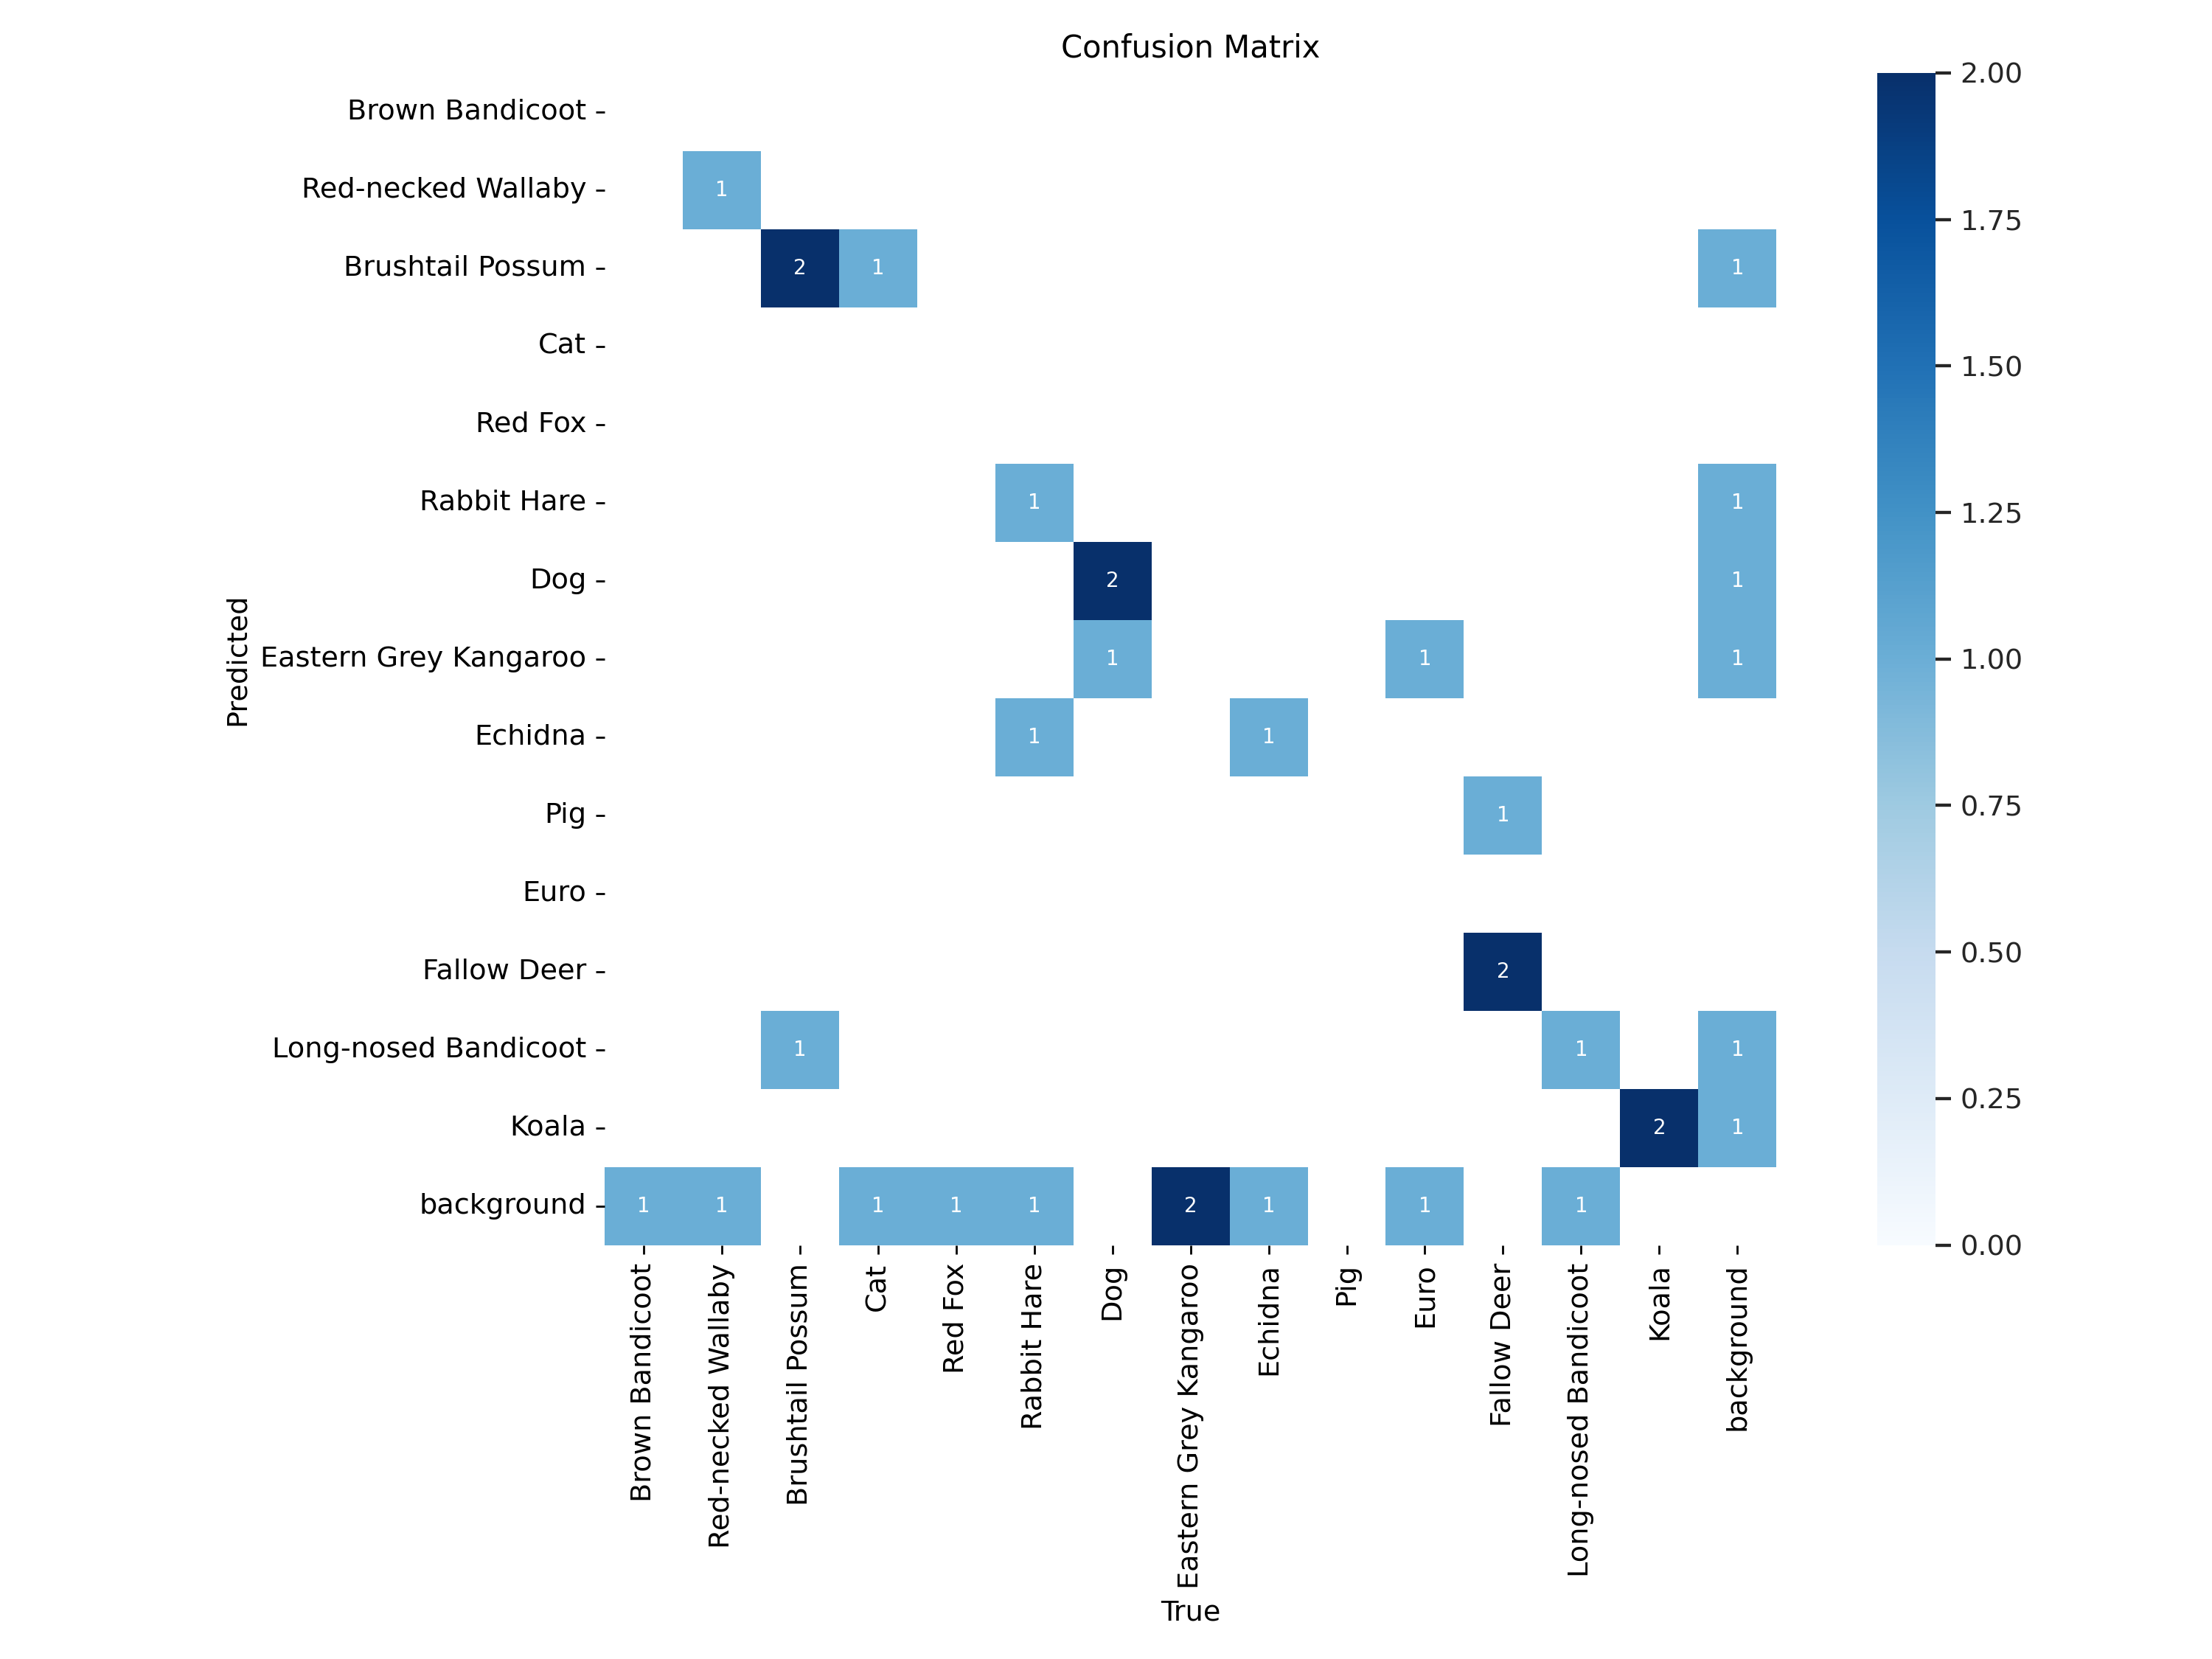 Confusion Matrix
Brown Bandicoot
Red-necked Wallaby 1
Brushtail Possum 2 1 1
Cat
Red Fox
Rabbit Hare 1 1
Dog 2 1
Eastern Grey Kangaroo 1 1 1
Echidna 1 1
Pig 1
Euro
Fallow Deer 2
Long-nosed Bandicoot 1 1 1
Koala 2 1
background 1 1 1 1 1 2 1 1 1
Predicted
Brown Bandicoot
Red-necked Wallaby
Brushtail Possum
Cat
Red Fox
Rabbit Hare
Dog
Eastern Grey Kangaroo
Echidna
Pig
Euro
Fallow Deer
Long-nosed Bandicoot
Koala
background
True
2.00
1.75
1.50
1.25
1.00
0.75
0.50
0.25
0.00